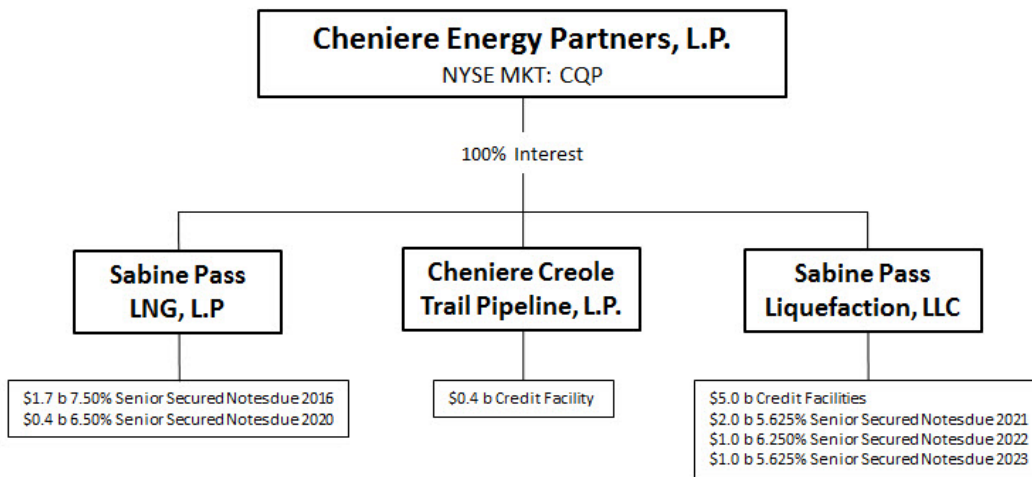 Cheniere Energy Partners, L.P.
NYSE MKT: CQP
100% Interest
Sabine Pass
LNG, L.P
Cheniere Creole
Trail Pipeline, L.P.
Sabine Pass
Liquefaction, LLC
$1.7 b 7.50% Senior Secured Notesdue 2016
$0.4 b 6.50% Senior Secured Notesdue 2020
$0.4 b Credit Facility
$5.0 b Credit Facilities
$2.0 b 5.625% Senior Secured Notesdue 2021
$1.0 b 6.250% Senior Secured Notesdue 2022
$1.0 b 5.625% Senior Secured Notesdue 2023